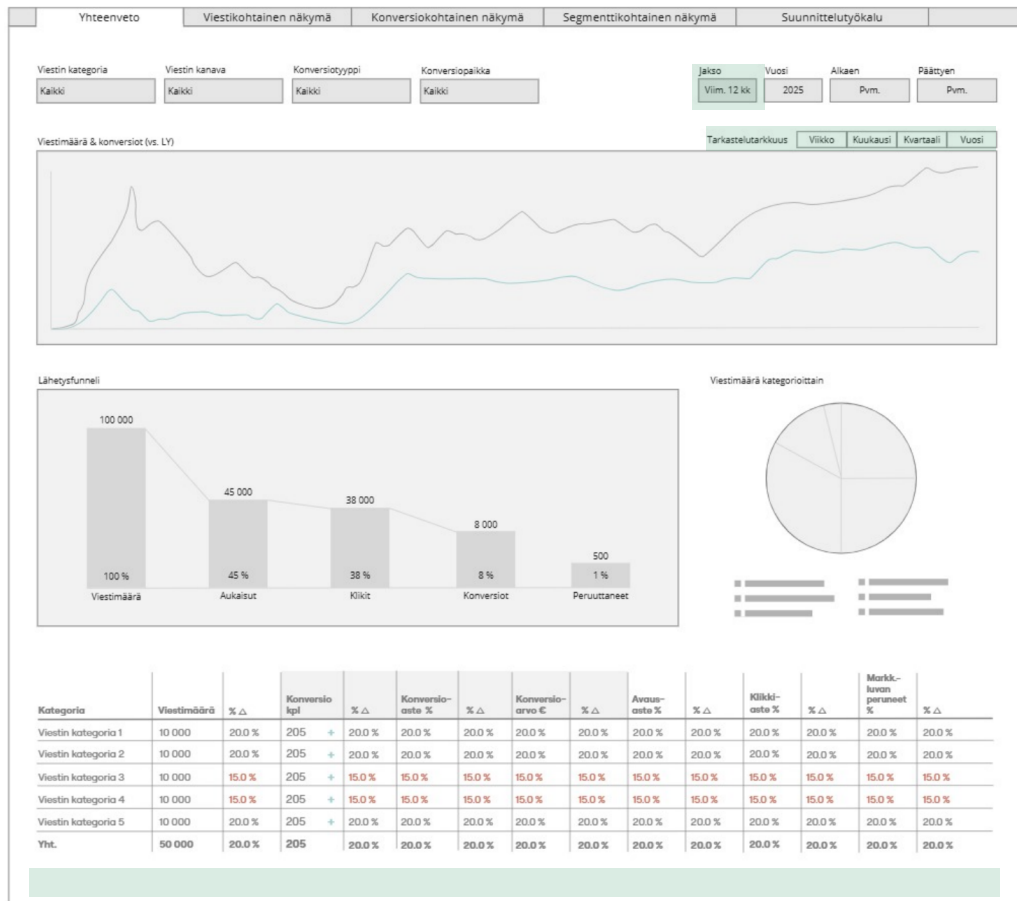 Yhteenveto Viestikohtainen näkymä Konversiokohtainen näkymä Segmenttikohtainen näkymä Suunnittelutyökalu
Viestin kategoria Viestin kanava Konversiotyyppi Konversiopaikka Jakso Vuosi Alkaen Päättyen
Kaikki Kaikki Kaikki Kaikki Viim. 12 kk 2025 Pvm. Pvm.
Viestimäärä & konversiot (vs. LY) Tarkastelutarkkuus Viikko Kuukausi Kvartaali Vuosi
Lähetysfunneli Viestimäärä kategorioittain
100 000
45 000
38 000
8 000
500
100 % 45 % 38 % 8 % 1 %
Viestimäärä Aukaisut Klikit Konversiot Peruuttaneet
Kategoria Viestimäärä % △ Konversio kpl % △ Konversio- aste % % △ Konversio- arvo € % △ Avaus- aste % % △ Klikki- aste % % △ Markk.- luvan peruneet % % △
Viestin kategoria 1 10 000 20.0 % 205 + 20.0 % 20.0 % 20.0 % 20.0 % 20.0 % 20.0 % 20.0 % 20.0 % 20.0 % 20.0 % 20.0 %
Viestin kategoria 2 10 000 20.0 % 205 + 20.0 % 20.0 % 20.0 % 20.0 % 20.0 % 20.0 % 20.0 % 20.0 % 20.0 % 20.0 % 20.0 %
Viestin kategoria 3 10 000 15.0 % 205 + 15.0 % 15.0 % 15.0 % 15.0 % 15.0 % 15.0 % 15.0 % 15.0 % 15.0 % 15.0 % 15.0 %
Viestin kategoria 4 10 000 15.0 % 205 + 15.0 % 15.0 % 15.0 % 15.0 % 15.0 % 15.0 % 15.0 % 15.0 % 15.0 % 15.0 % 15.0 %
Viestin kategoria 5 10 000 20.0 % 205 + 20.0 % 20.0 % 20.0 % 20.0 % 20.0 % 20.0 % 20.0 % 20.0 % 20.0 % 20.0 % 20.0 %
Yht. 50 000 20.0 % 205 20.0 % 20.0 % 20.0 % 20.0 % 20.0 % 20.0 % 20.0 % 20.0 % 20.0 % 20.0 % 20.0 %